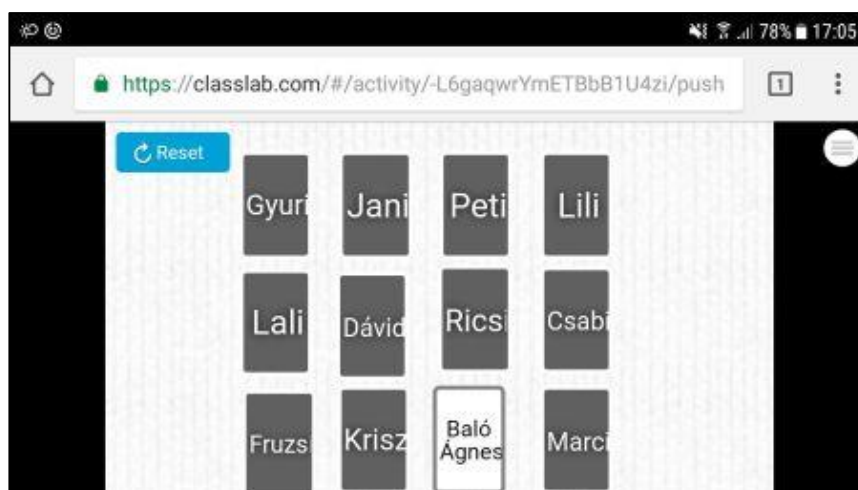 78% 17:05
https://classlab.com/#/activity/-L6gaqwrYmETBbB1U4zi/push 1
Reset
Gyuri Jani Peti Lili
Lali Dávid Ricsi Csabi
Fruzsi Krisz Baló Marci
Ágnes